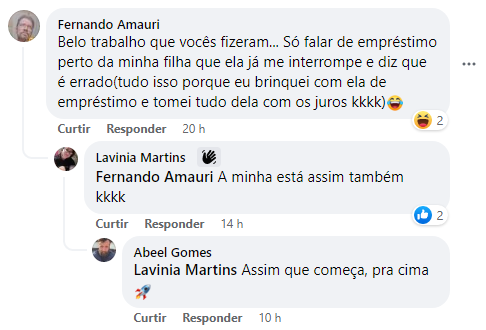 Fernando Amauri
Belo trabalho que vocês fizeram... Só falar de empréstimo
perto da minha filha que ela já me interrompe e diz que
é errado(tudo isso porque eu brinquei com ela de
empréstimo e tomei tudo dela com os juros kkkk)😂
2
Curtir Responder 20 h
Lavinia Martins
Fernando Amauri A minha está assim também
kkkk
2
Curtir Responder 14 h
Abeel Gomes
Lavinia Martins Assim que começa, pra cima
🚀
Curtir Responder 10 h